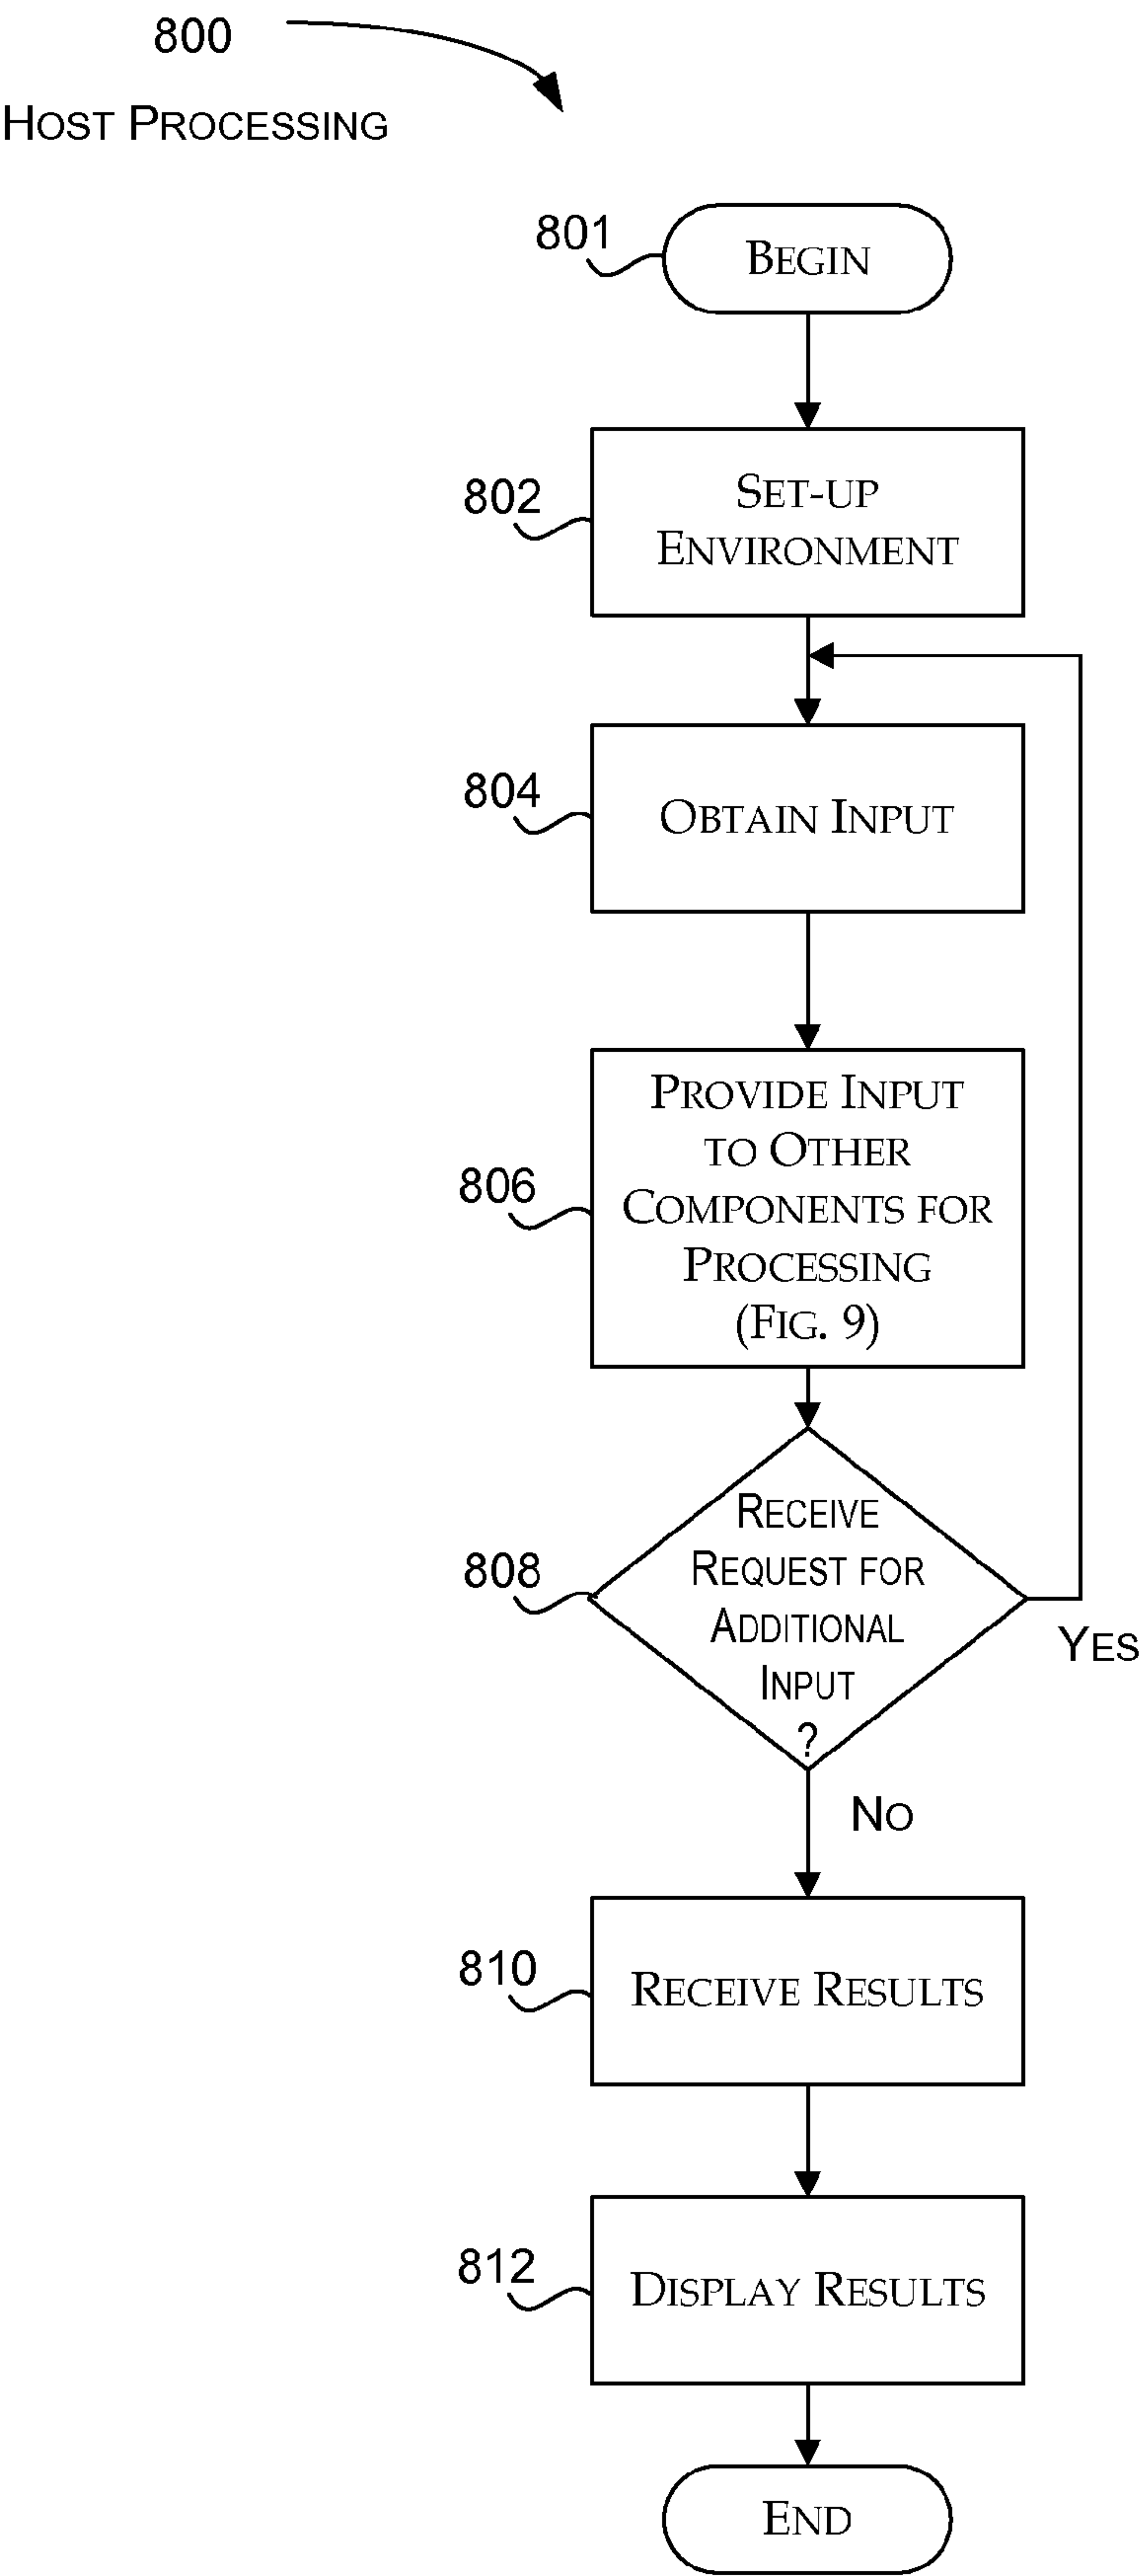 800
HOST PROCESSING
801
BEGIN
802
SET-UP
ENVIRONMENT
804
OBTAIN INPUT
806
PROVIDE INPUT
TO OTHER
COMPONENTS FOR
PROCESSING
(FIG. 9)
808
RECEIVE
REQUEST FOR
ADDITIONAL
INPUT
?
YES
NO
810
RECEIVE RESULTS
812
DISPLAY RESULTS
END